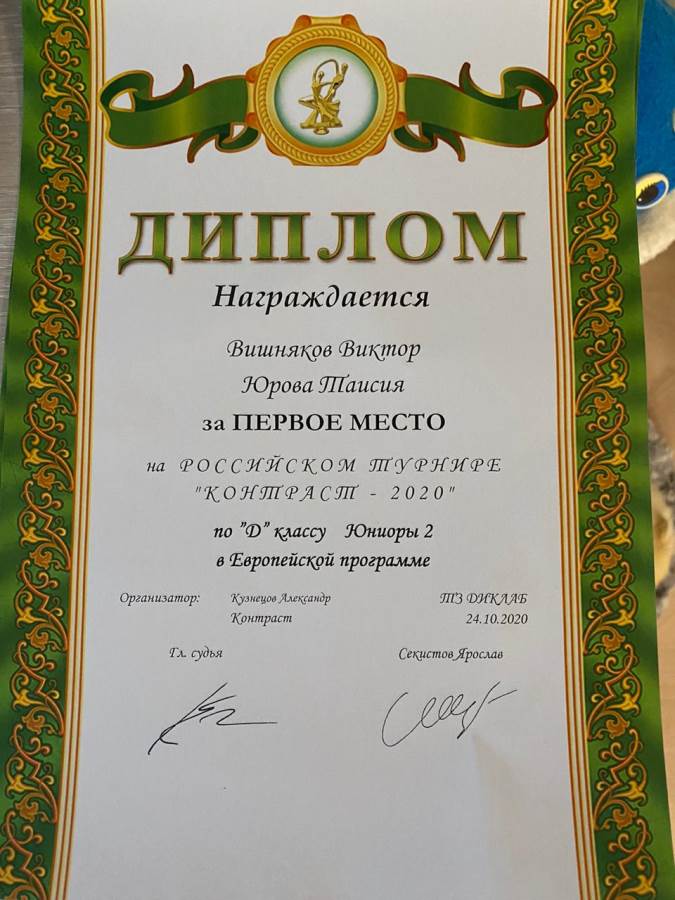 ДИПЛОМ
Награждается
Вишняков Виктор
Юрова Таисия
за ПЕРВОЕ МЕСТО
на РОССИЙСКОМ ТУРНИРЕ
"КОНТРАСТ - 2020"
по "D" классу Юниоры 2
в Европейской программе
Организатор: Кузнецов Александр ТЗ ДИКЛАБ
Контраст 24.10.2020
Гл. судья Секистов Ярослав